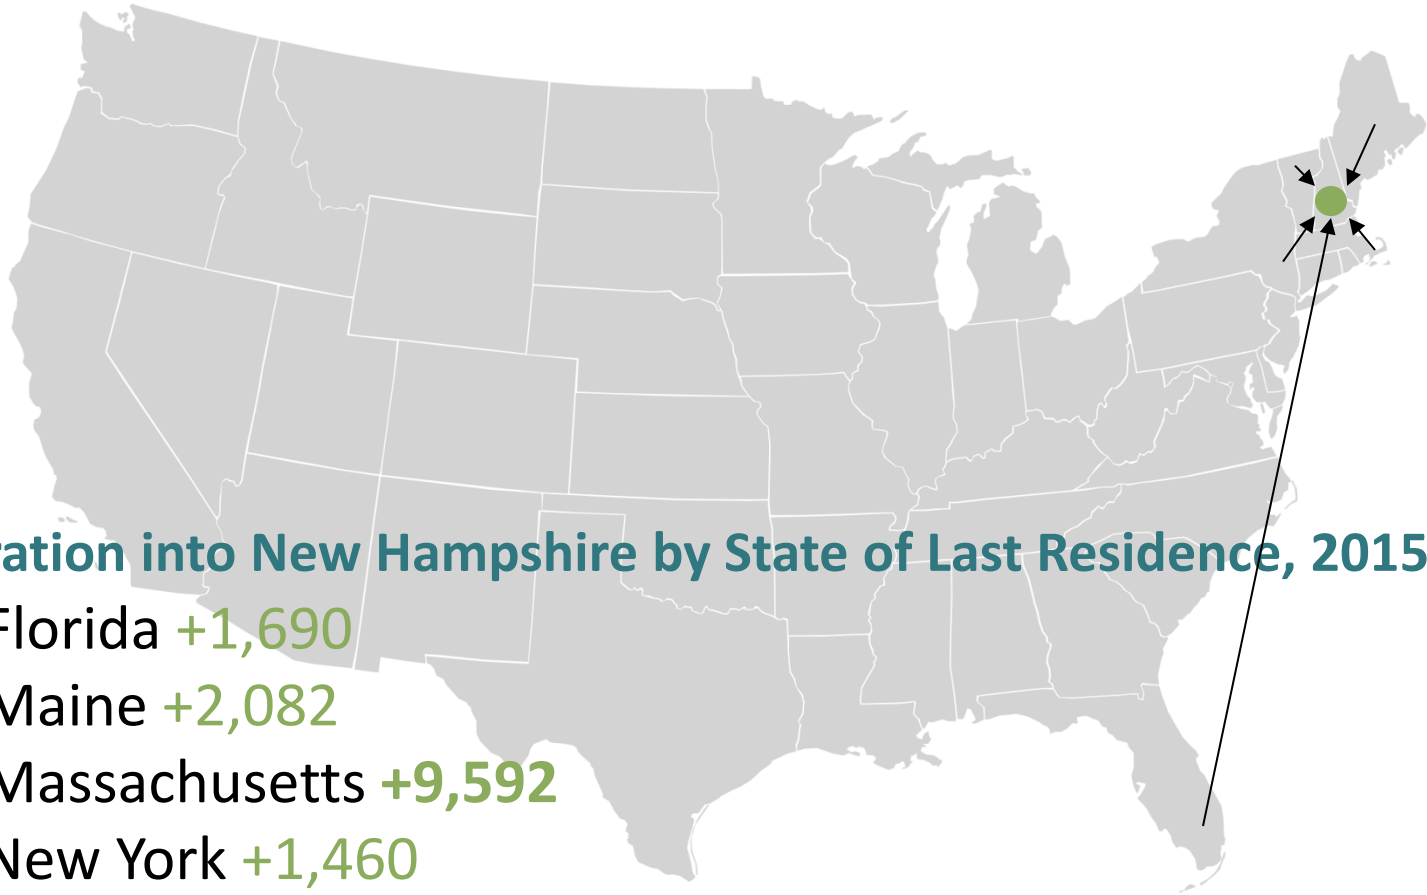 ration into New Hampshire by State of Last Residence, 2015
Florida +1,690
Maine +2,082
Massachusetts +9,592
New York +1,460